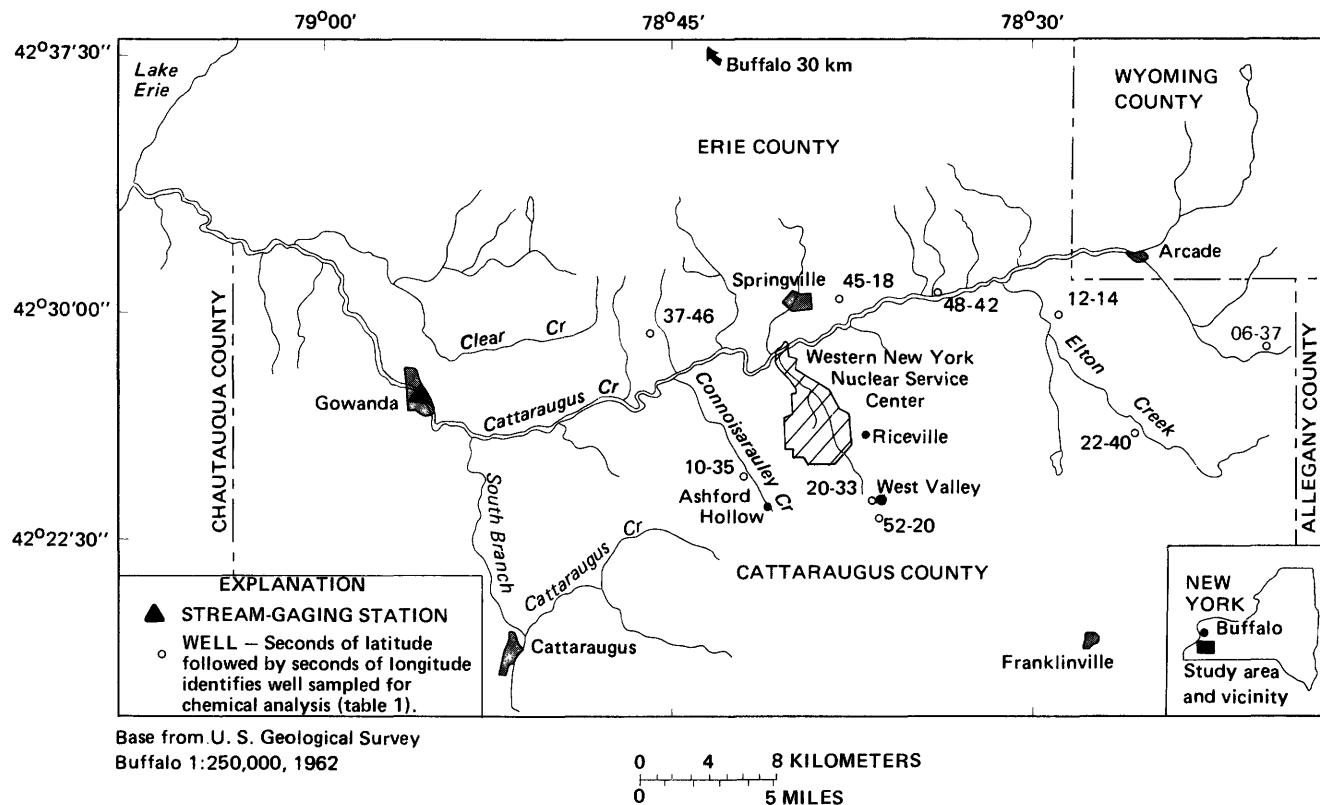 79°00'
78°45'
78°30'
42°37'30"
Lake
Erie
Buffalo 30 km
WYOMING
COUNTY
ERIE COUNTY
Arcade
Springville
45-18
48-42
12-14
42°30'00"
37-46
06-37
Clear Cr
Elton
Creek
Western New York
Nuclear Service
Center
CHAUTAUQUA COUNTY
Gowanda
Cattaraugus Cr
Connoisarauley Cr
Riceville
22-40
ALLEGANY COUNTY
10-35
20-33
West Valley
Ashford
Hollow
52-20
South Branch
Cattaraugus Cr
42°22'30"
CATTARAUGUS COUNTY
EXPLANATION
STREAM-GAGING STATION
WELL – Seconds of latitude
followed by seconds of longitude
identifies well sampled for
chemical analysis (table 1).
Cattaraugus
Franklinville
NEW
YORK
Buffalo
Study area
and vicinity
Base from U. S. Geological Survey
Buffalo 1:250,000, 1962
0 4 8 KILOMETERS
0 5 MILES